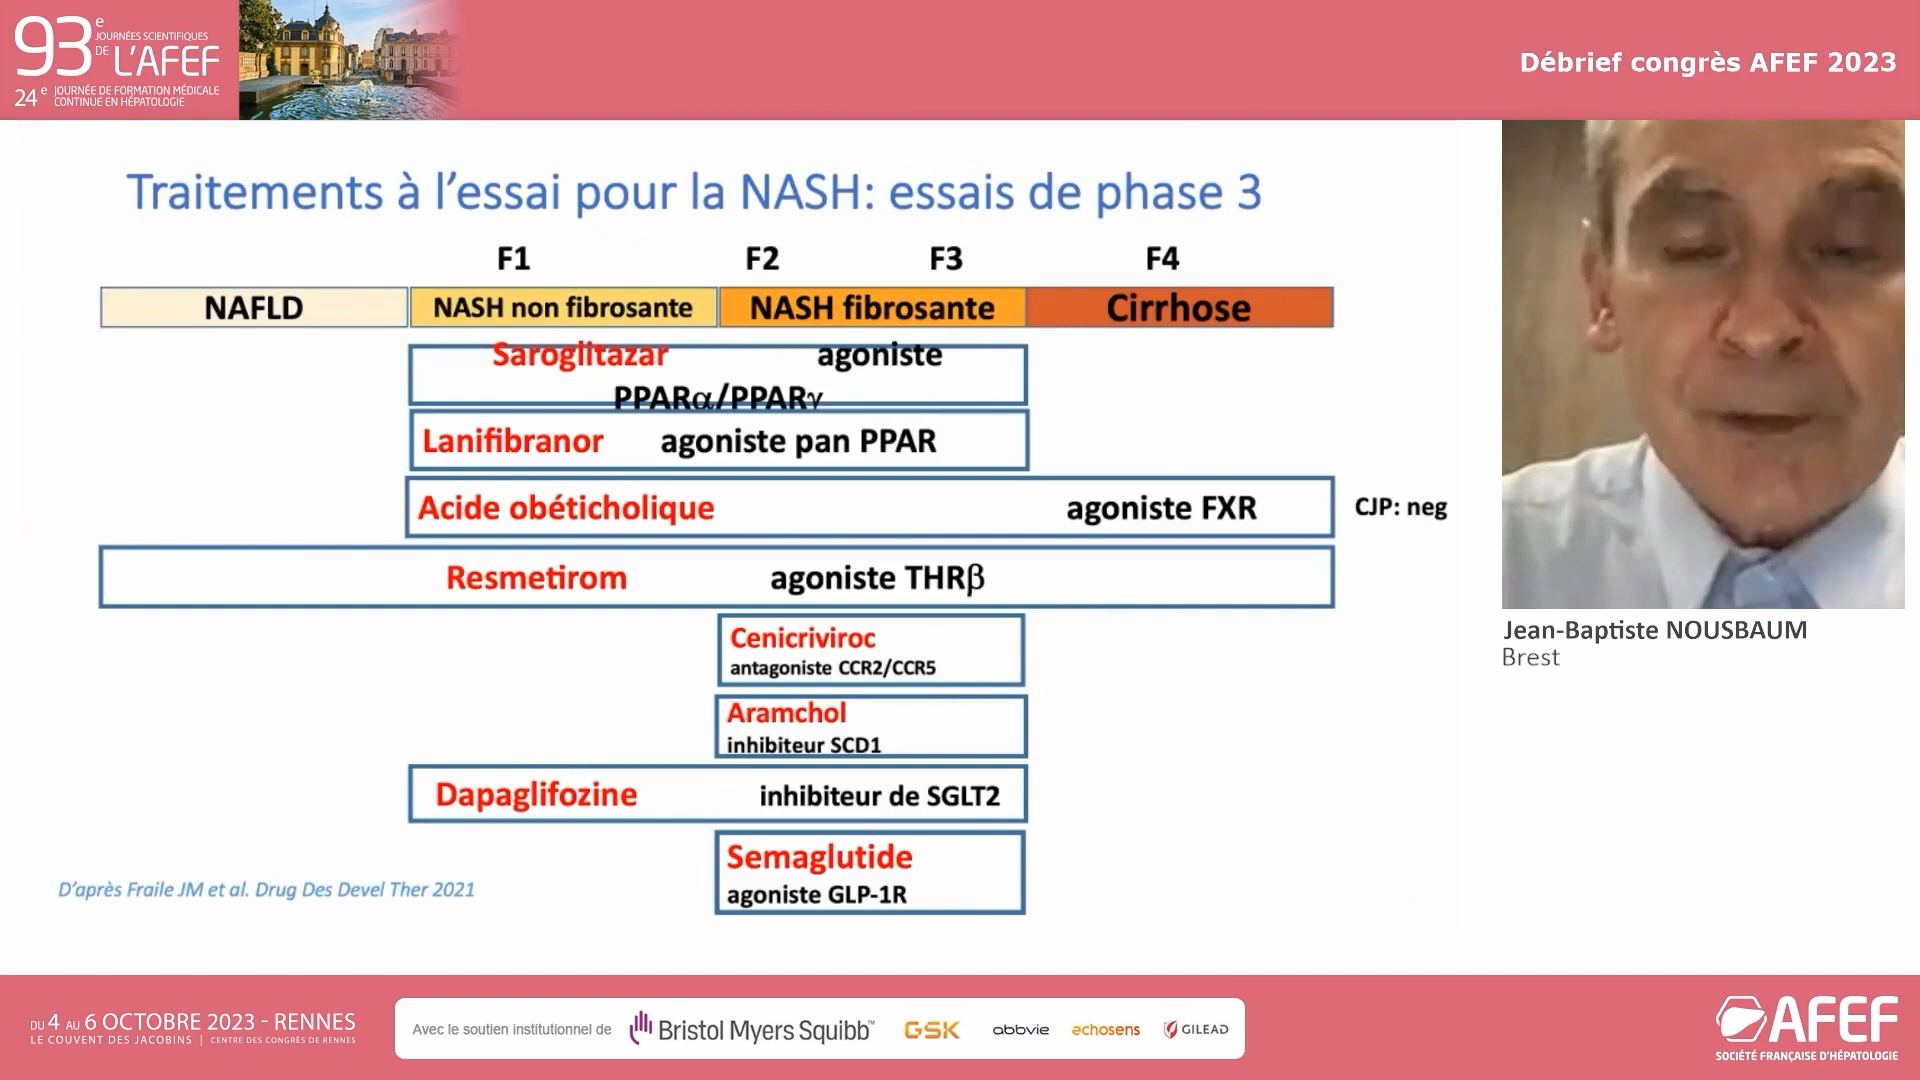 93e JOURNÉES SCIENTIFIQUES
DE L'AFEF
24e JOURNÉE DE FORMATION MÉDICALE
CONTINUE EN HÉPATOLOGIE
Débrief congrès AFEF 2023
Traitements à l'essai pour la NASH: essais de phase 3
F1 F2 F3 F4
NAFLD NASH non fibrosante NASH fibrosante Cirrhose
Saroglitazar agoniste
PPARα/PPARγ
Lanifibranor agoniste pan PPAR
Acide obéticholique agoniste FXR CJP: neg
Resmetirom agoniste THRβ
Cenicriviroc
antagoniste CCR2/CCR5
Aramchol
inhibiteur SCD1
Dapaglifozine inhibiteur de SGLT2
Semaglutide
agoniste GLP-1R
D'après Fraile JM et al. Drug Des Devel Ther 2021
Jean-Baptiste NOUSBAUM
Brest
DU 4 AU 6 OCTOBRE 2023 - RENNES
LE COUVENT DES JACOBINS | CENTRE DES CONGRÈS DE RENNES
Avec le soutien institutionnel de Bristol Myers Squibb™ GSK abbvie echosens GILEAD
AFEF
SOCIÉTÉ FRANÇAISE D'HÉPATOLOGIE